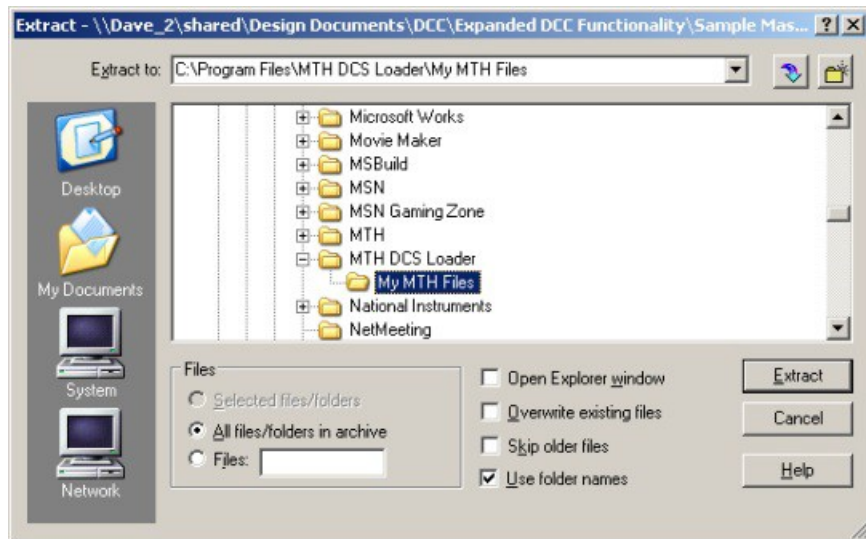 Extract - \\Dave_2\shared\Design Documents\DCC\Expanded DCC Functionality\Sample Mas...
Extract to: C:\Program Files\MTH DCS Loader\My MTH Files
Desktop
My Documents
System
Network
Microsoft Works
Movie Maker
MSBuild
MSN
MSN Gaming Zone
MTH
MTH DCS Loader
My MTH Files
National Instruments
NetMeeting
Files
Selected files/folders
All files/folders in archive
Files:
Open Explorer window
Overwrite existing files
Skip older files
Use folder names
Extract
Cancel
Help